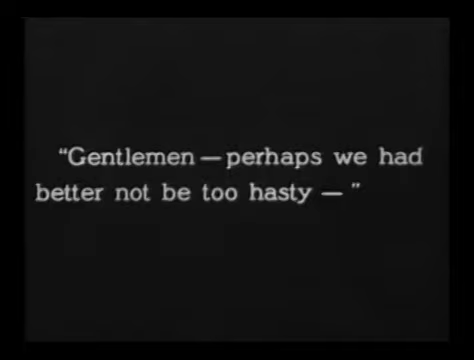 “Gentlemen — perhaps we had
better not be too hasty — ”